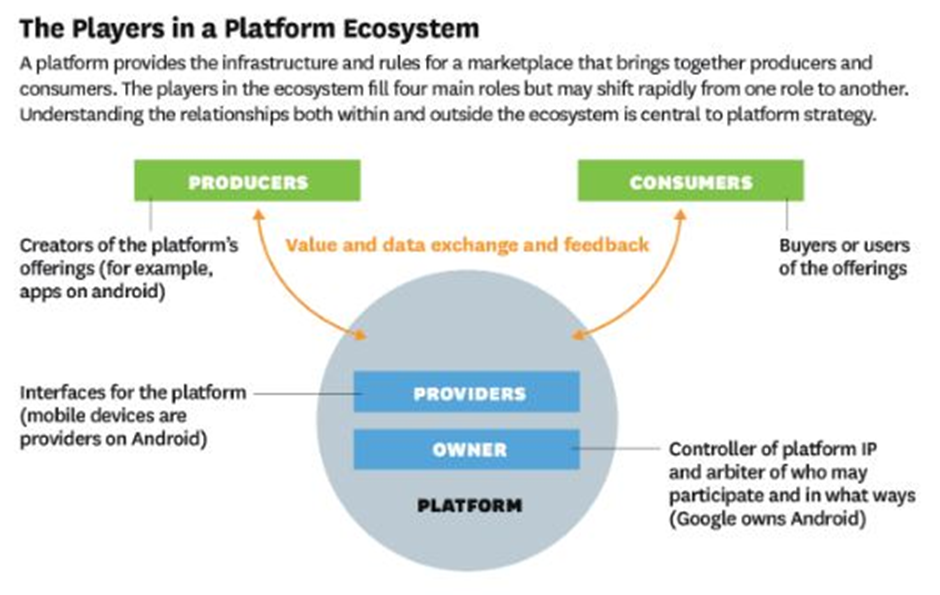 The Players in a Platform Ecosystem
A platform provides the infrastructure and rules for a marketplace that brings together producers and
consumers. The players in the ecosystem fill four main roles but may shift rapidly from one role to another.
Understanding the relationships both within and outside the ecosystem is central to platform strategy.
PRODUCERS
CONSUMERS
Creators of the platform's
offerings (for example,
apps on android)
Value and data exchange and feedback
Buyers or users
of the offerings
Interfaces for the platform
(mobile devices are
providers on Android)
PROVIDERS
OWNER
PLATFORM
Controller of platform IP
and arbiter of who may
participate and in what ways
(Google owns Android)